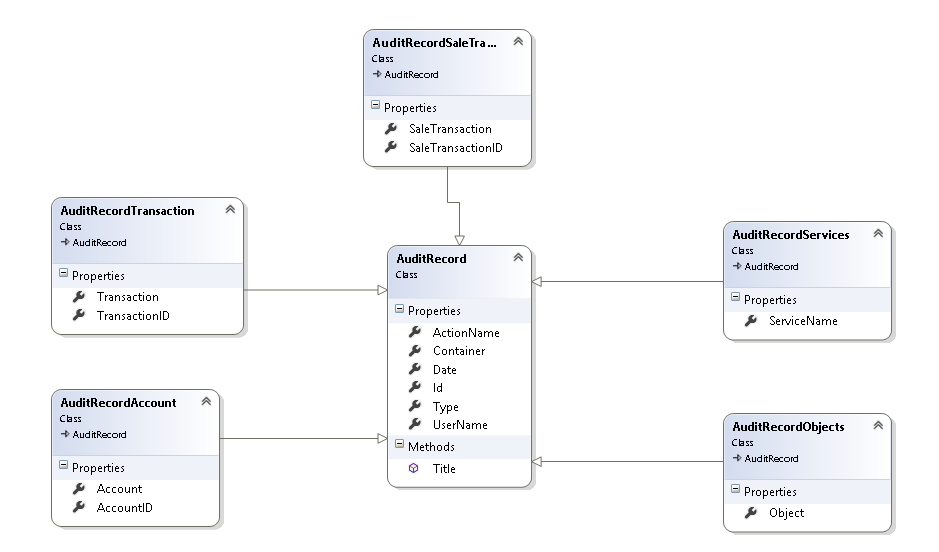 AuditRecordSaleTra...
Class
AuditRecord
Properties
SaleTransaction
SaleTransactionID
AuditRecordTransaction
Class
AuditRecord
Properties
Transaction
TransactionID
AuditRecord
Class
Properties
ActionName
Container
Date
Id
Type
UserName
Methods
Title
AuditRecordServices
Class
AuditRecord
Properties
ServiceName
AuditRecordAccount
Class
AuditRecord
Properties
Account
AccountID
AuditRecordObjects
Class
AuditRecord
Properties
Object